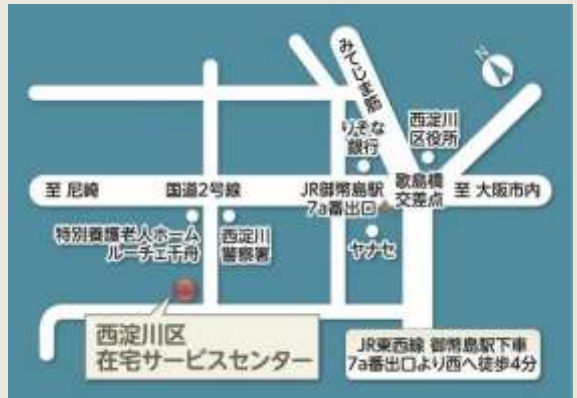 みてじま筋
N
りそな
銀行
西淀川
区役所
至 尼崎
国道2号線
JR御幣島駅
7a番出口
歌島橋
交差点
至 大阪市内
特別養護老人ホーム
ルーチェ千舟
西淀川
警察署
ヤナセ
西淀川区
在宅サービスセンター
JR東西線 御幣島駅下車
7a番出口より西へ徒歩4分